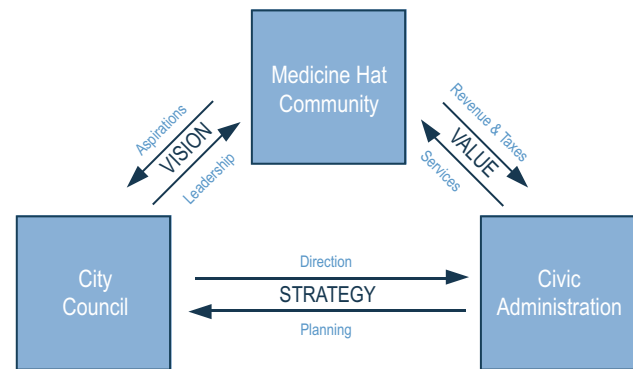 Medicine Hat
Community
Aspirations
VISION
Leadership
Revenue & Taxes
VALUE
Services
City
Council
Direction
STRATEGY
Planning
Civic
Administration